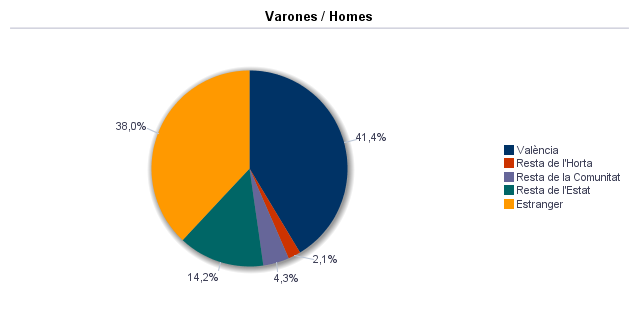 Varones / Homes
38,0%
41,4%
València
Resta de l'Horta
Resta de la Comunitat
Resta de l'Estat
Estranger
2,1%
14,2%
4,3%